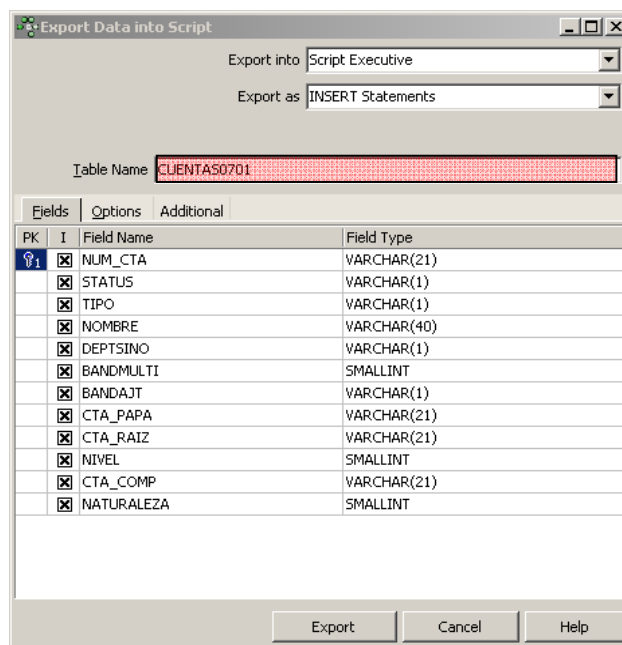 Export Data into Script
Export into Script Executive
Export as INSERT Statements
Table Name CUENTAS0701
Fields Options Additional
PK I Field Name Field Type
1 NUM_CTA VARCHAR(21)
STATUS VARCHAR(1)
TIPO VARCHAR(1)
NOMBRE VARCHAR(40)
DEPTSINO VARCHAR(1)
BANDMULTI SMALLINT
BANDAJT VARCHAR(1)
CTA_PAPA VARCHAR(21)
CTA_RAIZ VARCHAR(21)
NIVEL SMALLINT
CTA_COMP VARCHAR(21)
NATURALEZA SMALLINT
Export Cancel Help